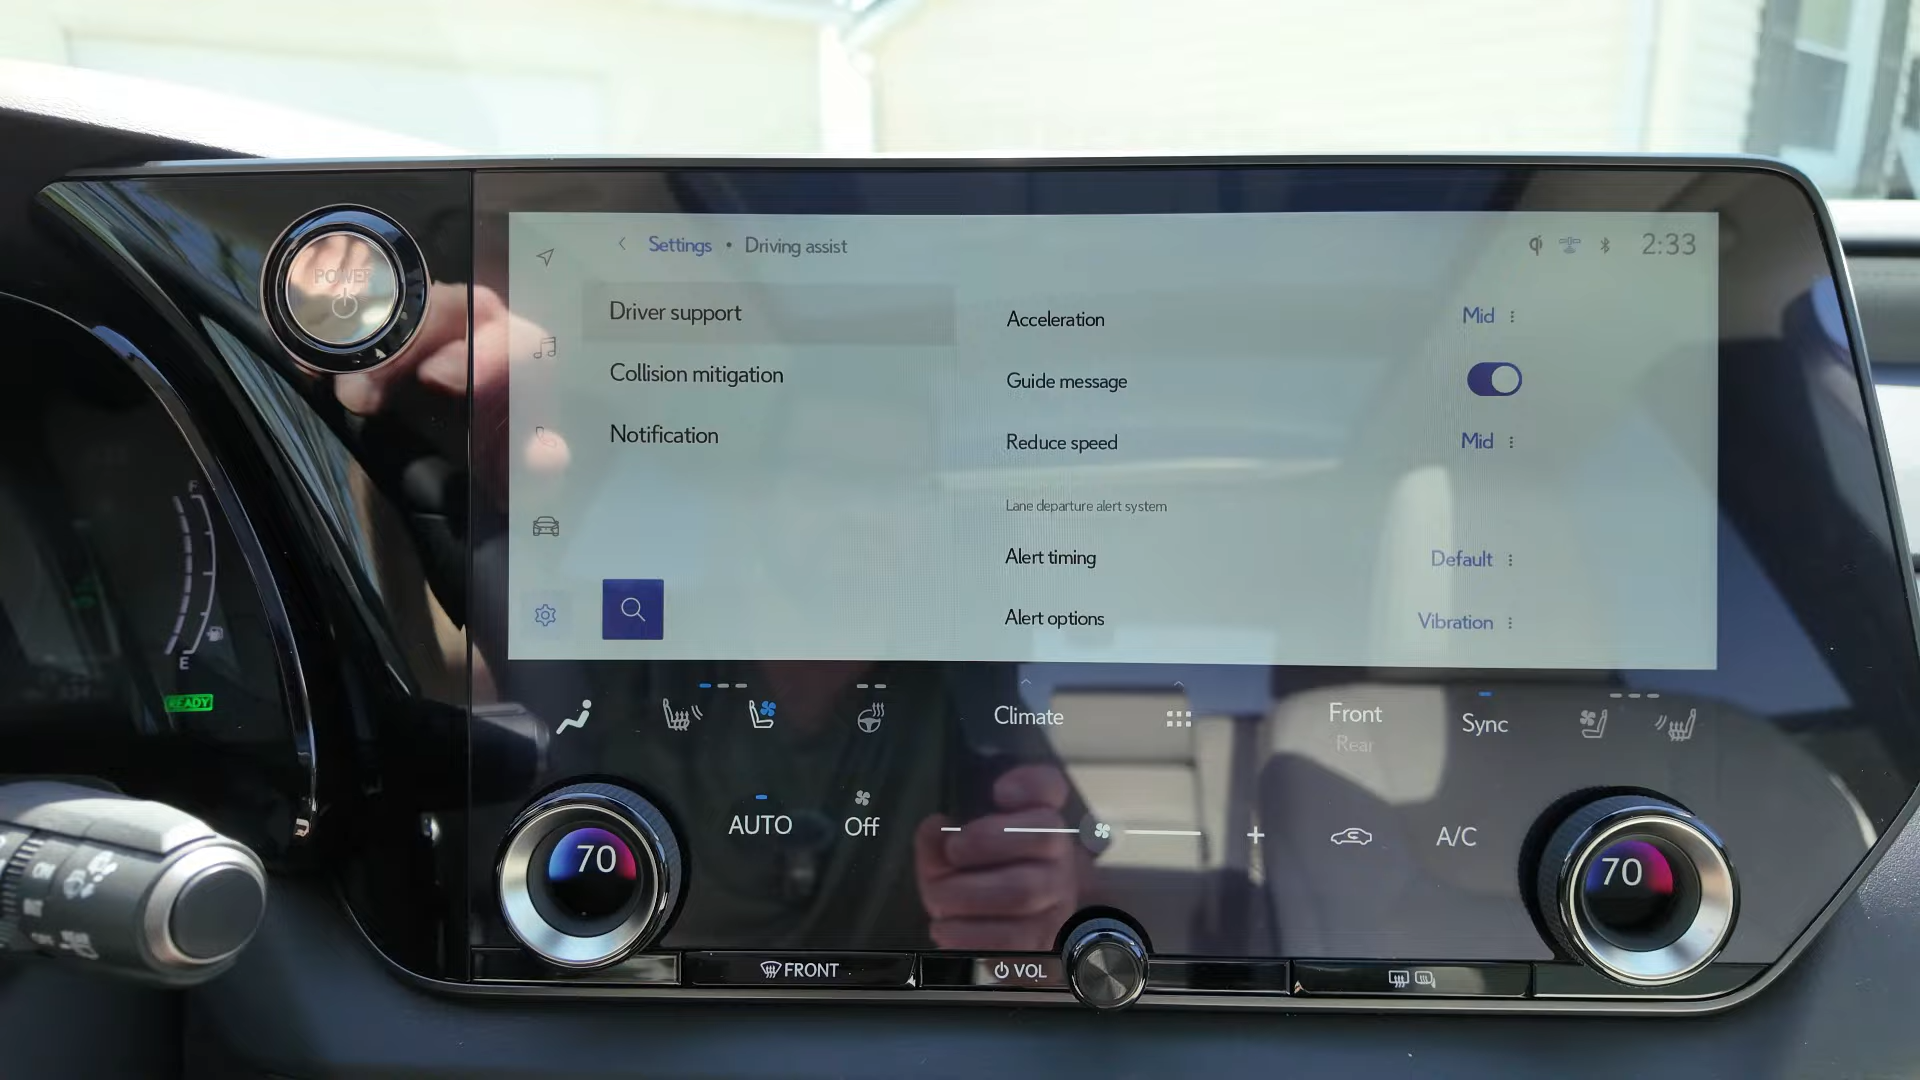 POWER
Settings • Driving assist
2:33
Driver support
Collision mitigation
Notification
Acceleration Mid
Guide message
Reduce speed Mid
Lane departure alert system
Alert timing Default
Alert options Vibration
F
E
READY
Climate
Front
Rear
Sync
AUTO
Off
A/C
70
70
FRONT
VOL